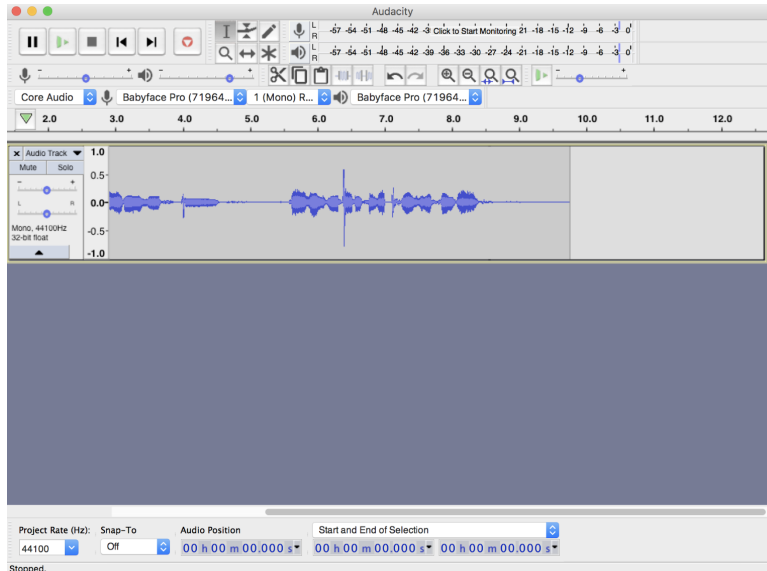 Audacity
L
R
-57 -54 -51 -48 -45 -42 -3 Click to Start Monitoring 21 -18 -15 -12 -9 -6 -3 0
L
R
-57 -54 -51 -48 -45 -42 -39 -36 -33 -30 -27 -24 -21 -18 -15 -12 -9 -6 -3 0
- + - + - +
Core Audio Babyface Pro (71964... 1 (Mono) R... Babyface Pro (71964...
2.0 3.0 4.0 5.0 6.0 7.0 8.0 9.0 10.0 11.0 12.0
× Audio Track 1.0
Mute Solo 0.5
- +
L R 0.0
Mono, 44100Hz -0.5
32-bit float
-1.0
Project Rate (Hz): Snap-To Audio Position Start and End of Selection
44100 Off 00 h 00 m 00.000 s 00 h 00 m 00.000 s 00 h 00 m 00.000 s
Stopped.